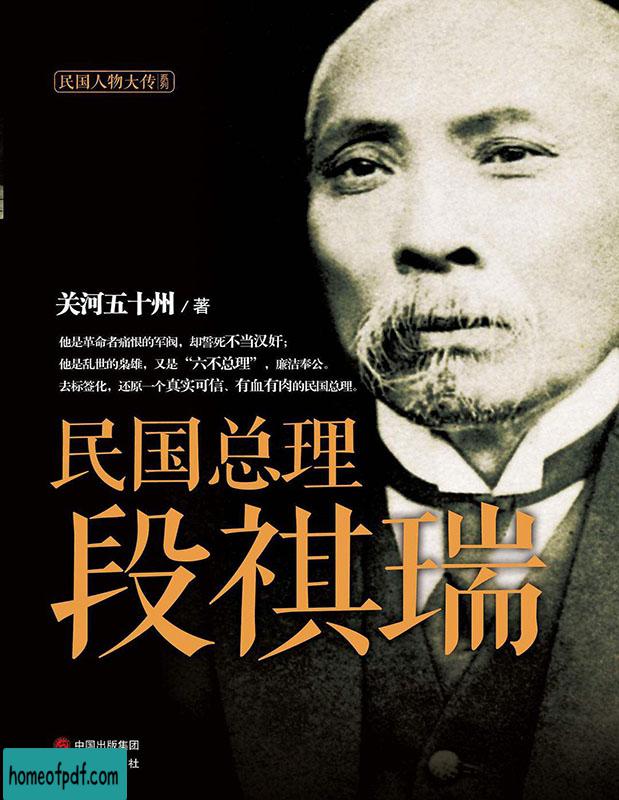 民国人物大传系列
关河五十州/著
他是革命者痛恨的军阀，却誓死不当汉奸；
他是乱世的枭雄，又是“六不总理”，廉洁奉公。
去标签化，还原一个真实可信、有血有肉的民国总理。
民国总理
段祺瑞
中国出版集团
社
homeofpdf.com